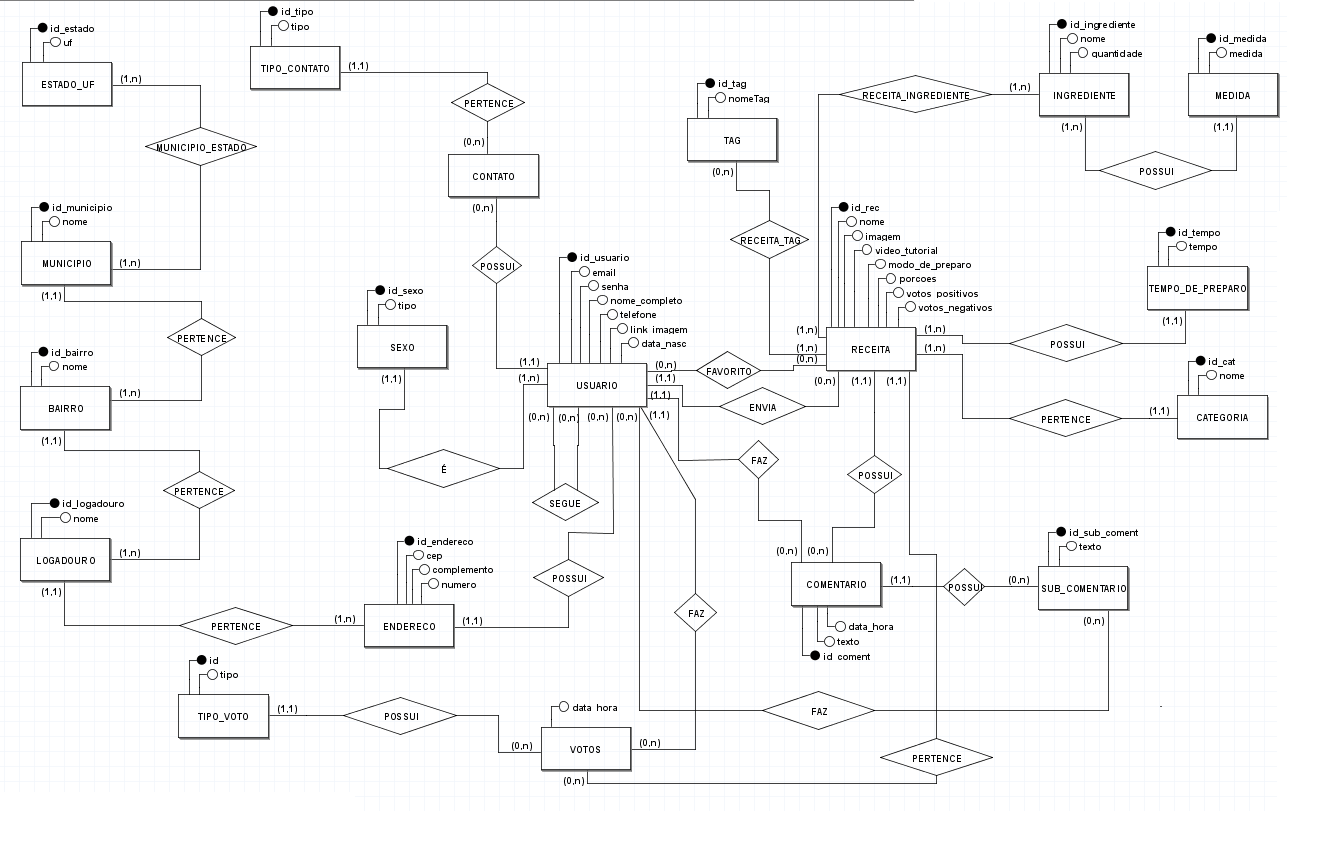 id_estado
uf
ESTADO_UF
(1,n)
MUNICIPIO_ESTADO
id_municipio
nome
MUNICIPIO
(1,n)
(1,1)
PERTENCE
id_bairro
nome
BAIRRO
(1,n)
(1,1)
PERTENCE
id_logadouro
nome
LOGADOURO
(1,n)
(1,1)
PERTENCE
(1,n)
id_endereco
cep
complemento
numero
ENDERECO
(1,1)
POSSUI
id_tipo
tipo
TIPO_CONTATO
(1,1)
PERTENCE
(0,n)
CONTATO
(0,n)
POSSUI
id_sexo
tipo
SEXO
(1,1)
É
id_usuario
email
senha
nome_completo
telefone
link_imagem
data_nasc
USUARIO
(1,1)
(1,n)
(0,n)
(0,n)
(0,n)
(0,n)
(1,1)
(0,n)
(1,1)
(1,1)
SEGUE
FAVORITO
ENVIA
FAZ
FAZ
id_tag
nomeTag
TAG
(0,n)
RECEITA_TAG
id_rec
nome
imagem
video_tutorial
modo_de_preparo
porcoes
votos_positivos
votos_negativos
RECEITA
(1,n)
(1,n)
(0,n)
(0,n)
(1,1)
(1,1)
(1,n)
(1,n)
RECEITA_INGREDIENTE
(1,n)
id_ingrediente
nome
quantidade
INGREDIENTE
(1,n)
POSSUI
id_medida
medida
MEDIDA
(1,1)
id_tempo
tempo
TEMPO_DE_PREPARO
(1,1)
POSSUI
id_cat
nome
CATEGORIA
(1,1)
PERTENCE
POSSUI
(0,n)
(0,n)
COMENTARIO
(1,1)
data_hora
texto
id_coment
POSSUI
(0,n)
id_sub_coment
texto
SUB_COMENTARIO
(0,n)
FAZ
PERTENCE
id
tipo
TIPO_VOTO
(1,1)
POSSUI
(0,n)
data_hora
VOTOS
(0,n)
(0,n)